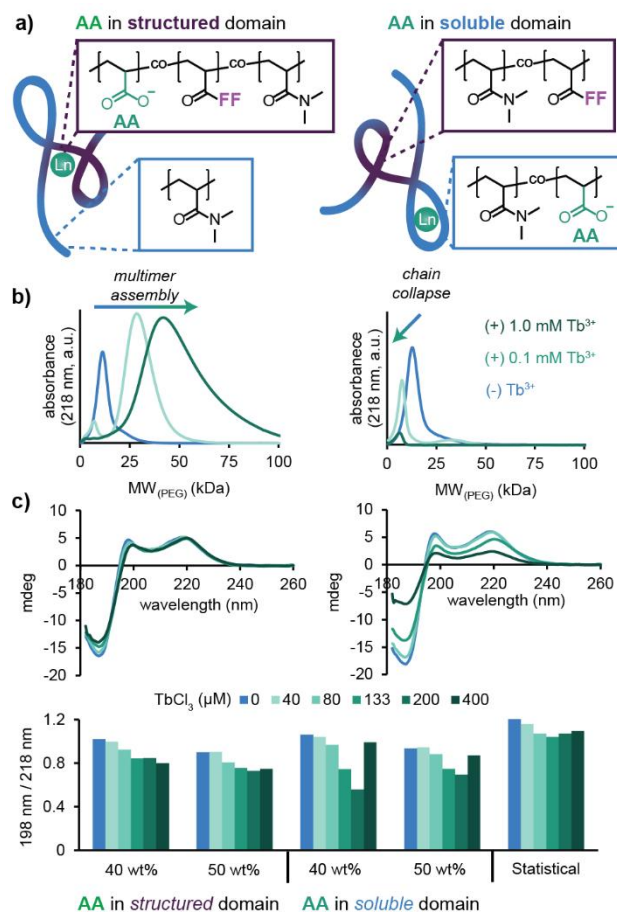 a)
AA in structured domain
AA in soluble domain
co
co
O
O⁻
AA
O
FF
O
N
Ln
O
N
co
O
N
O
FF
co
O
N
O
O⁻
AA
Ln
b)
multimer
assembly
absorbance
(218 nm, a.u.)
0 25 50 75 100
MW(PEG) (kDa)
chain
collapse
(+) 1.0 mM Tb³⁺
(+) 0.1 mM Tb³⁺
(-) Tb³⁺
absorbanece
(218 nm, a.u.)
0 25 50 75 100
MW(PEG) (kDa)
c)
10
5
0
-5
-10
-15
-20
mdeg
180 200 220 240 260
wavelength (nm)
10
5
0
-5
-10
-15
-20
mdeg
180 200 220 240 260
wavelength (nm)
TbCl₃ (µM) 0 40 80 133 200 400
198 nm / 218 nm
1.2
0.8
0.4
0
40 wt% 50 wt% 40 wt% 50 wt% Statistical
AA in structured domain AA in soluble domain